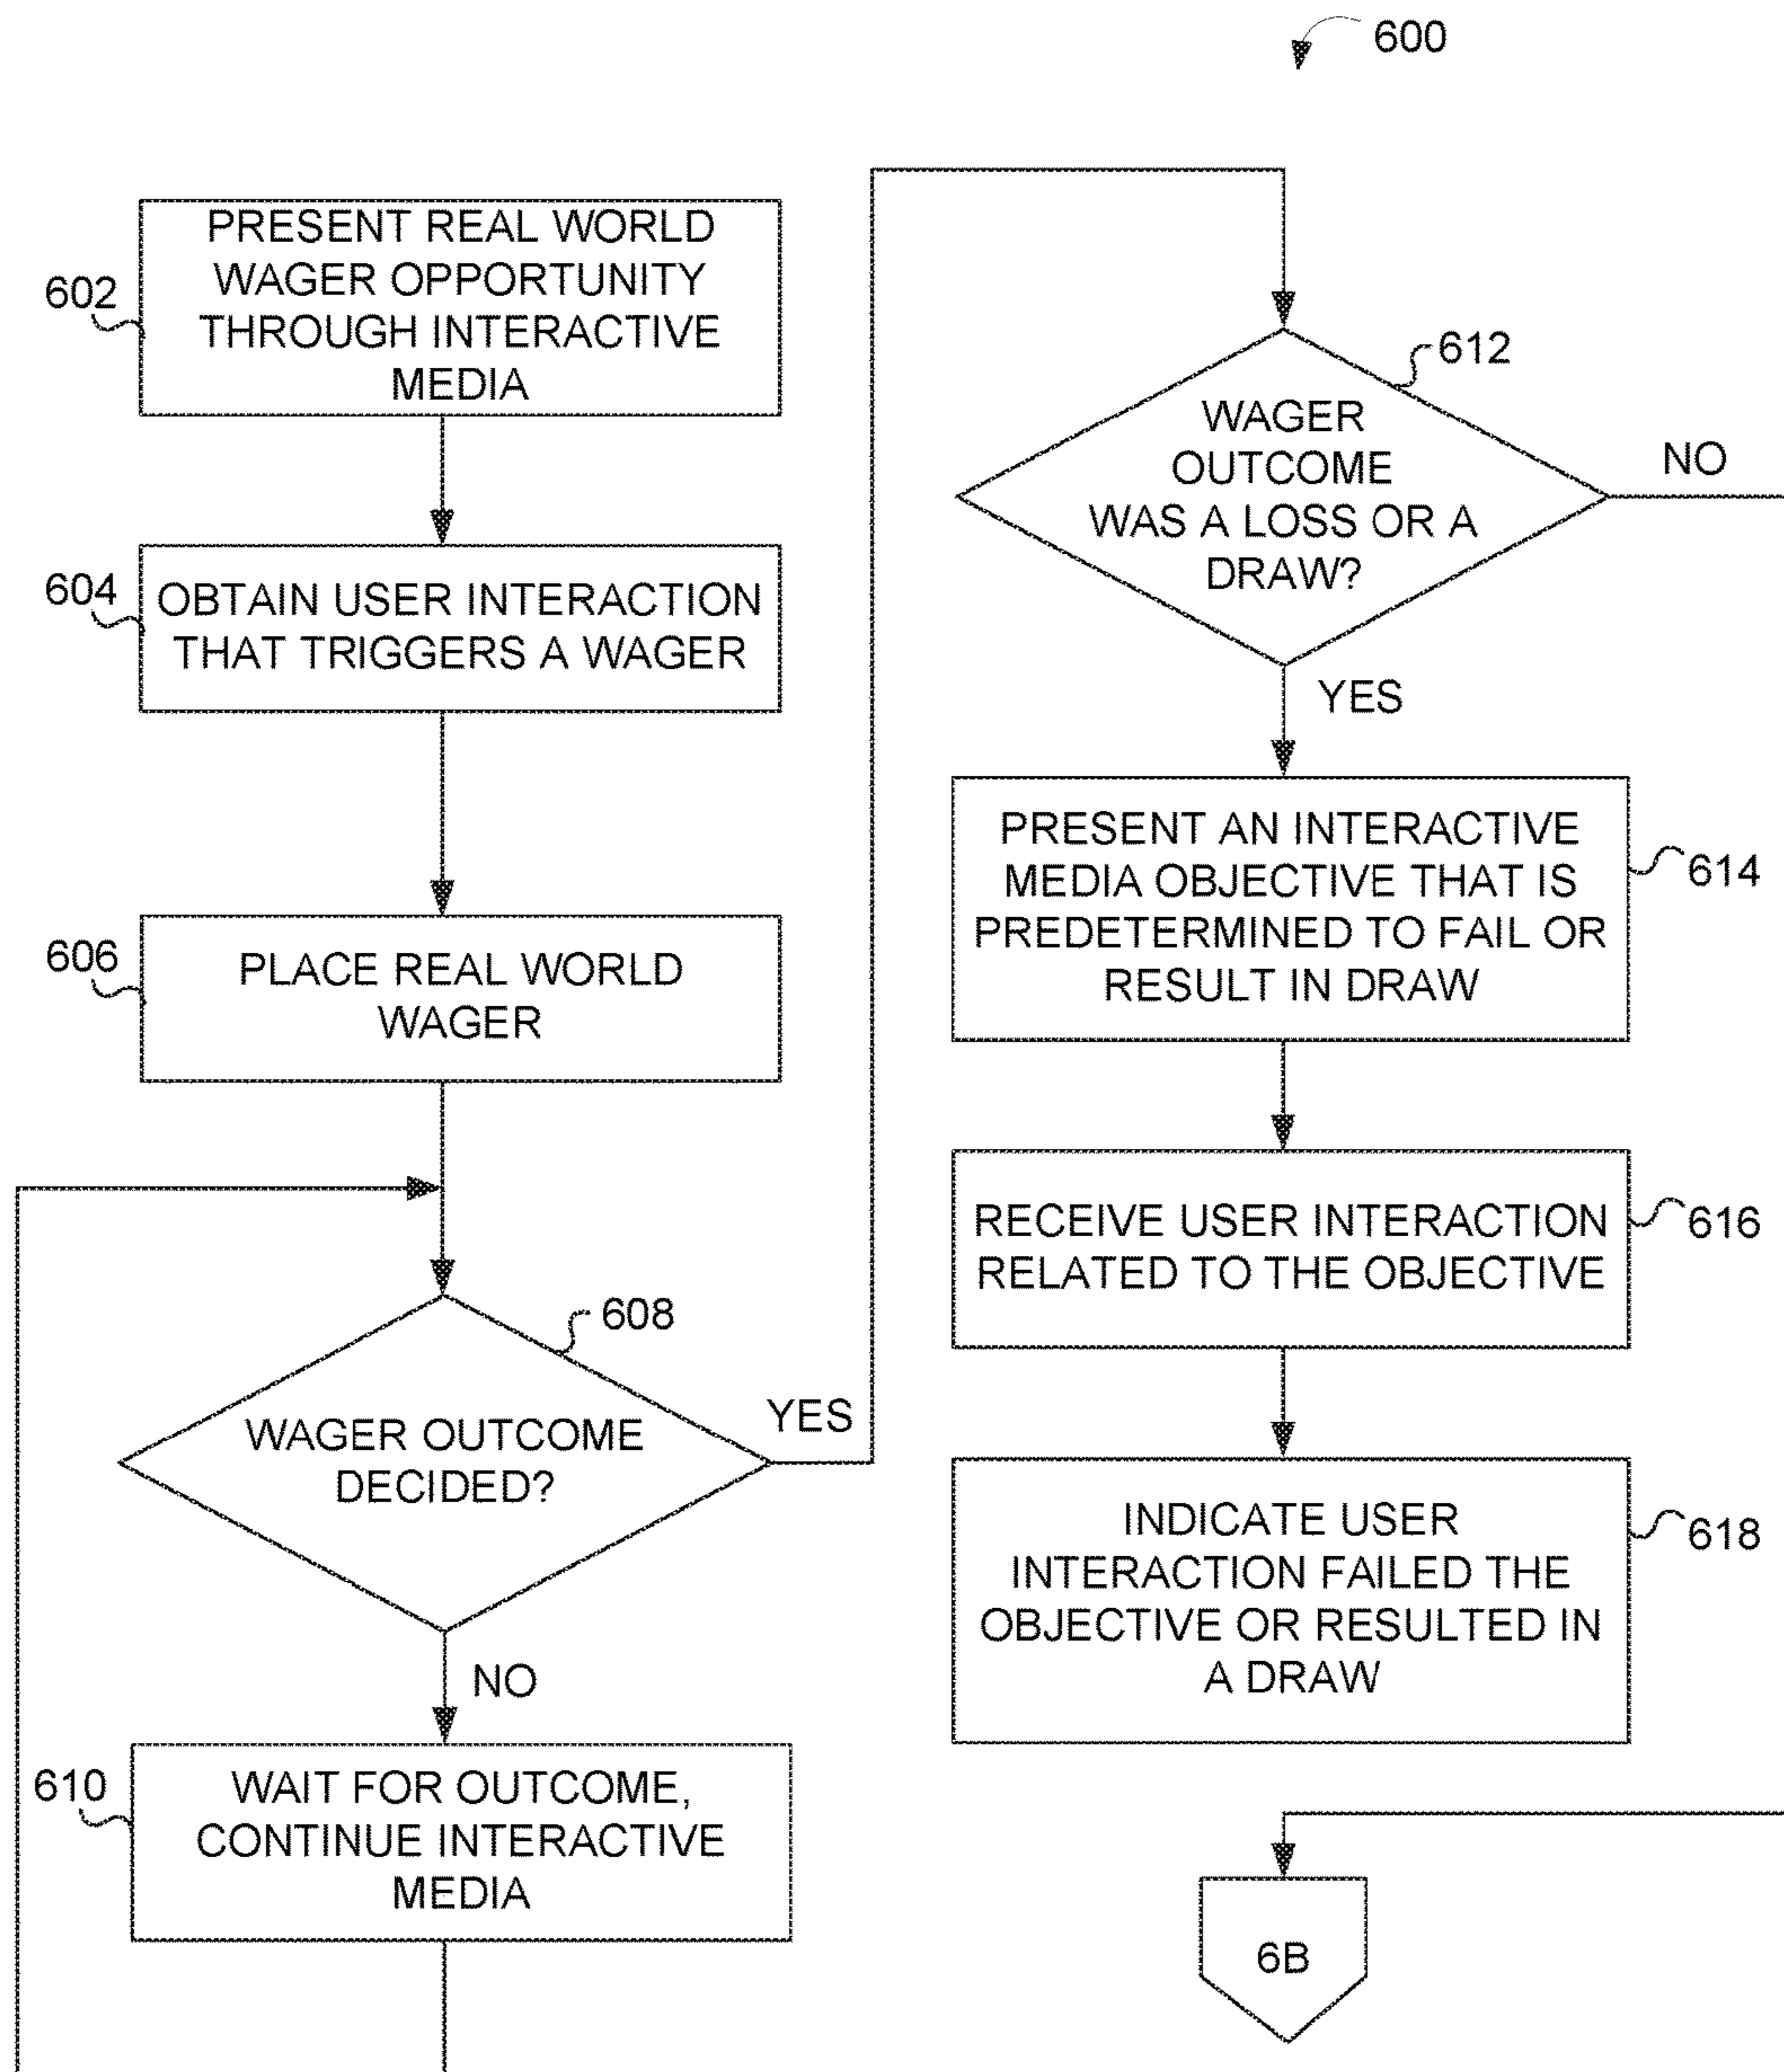 600
PRESENT REAL WORLD
WAGER OPPORTUNITY
THROUGH INTERACTIVE
MEDIA
602
OBTAIN USER INTERACTION
THAT TRIGGERS A WAGER
604
PLACE REAL WORLD
WAGER
606
608
WAGER OUTCOME
DECIDED?
YES
NO
610
WAIT FOR OUTCOME,
CONTINUE INTERACTIVE
MEDIA
612
WAGER
OUTCOME
WAS A LOSS OR A
DRAW?
NO
YES
PRESENT AN INTERACTIVE
MEDIA OBJECTIVE THAT IS
PREDETERMINED TO FAIL OR
RESULT IN DRAW
614
RECEIVE USER INTERACTION
RELATED TO THE OBJECTIVE
616
INDICATE USER
INTERACTION FAILED THE
OBJECTIVE OR RESULTED IN
A DRAW
618
6B